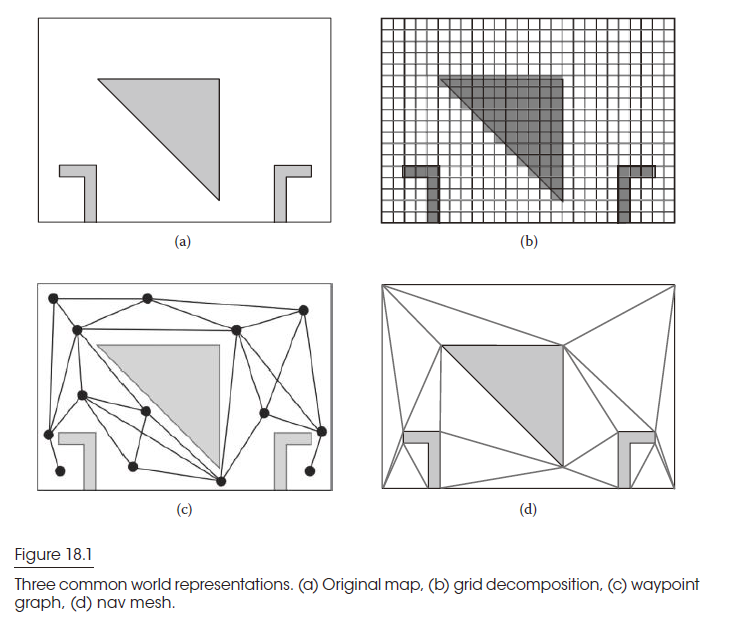 (a)
(b)
(c)
(d)
Figure 18.1
Three common world representations. (a) Original map, (b) grid decomposition, (c) waypoint
graph, (d) nav mesh.